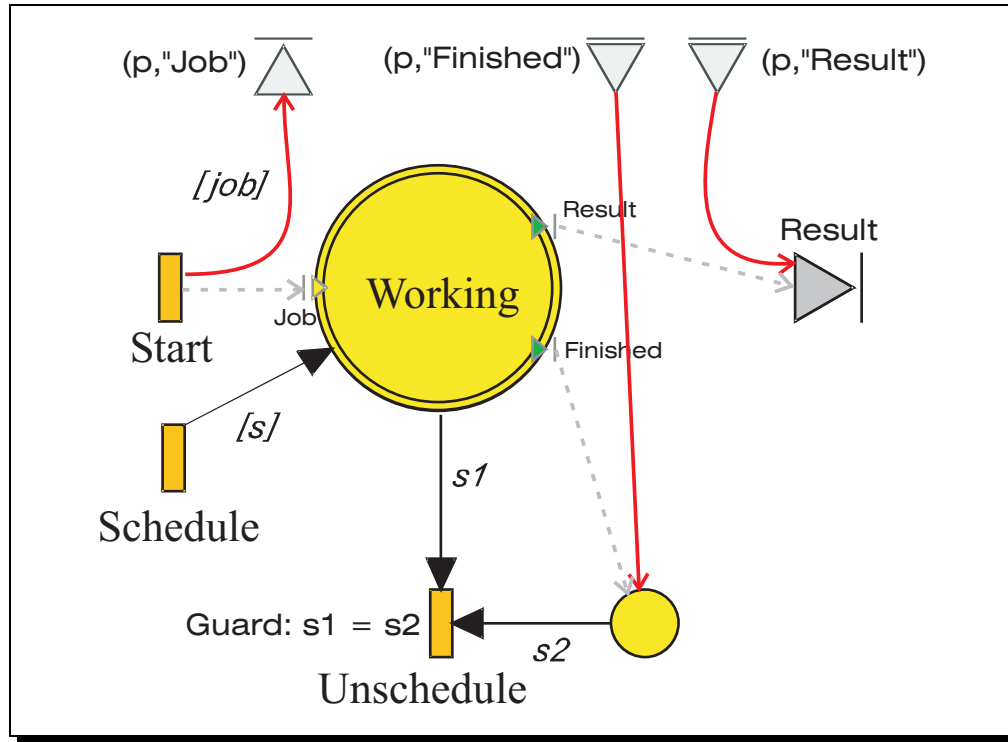 (p,"Job")
(p,"Finished")
(p,"Result")
[job]
Result
Result
Working
Job
Start
Finished
[s]
s1
Schedule
Guard: s1 = s2
s2
Unschedule